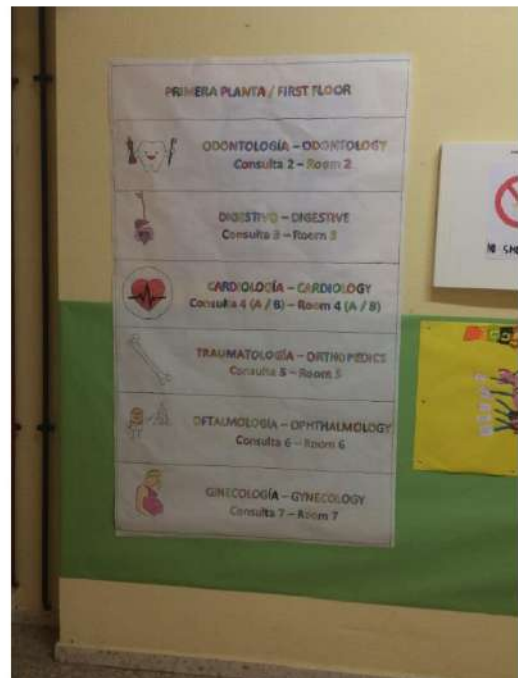 PRIMERA PLANTA / FIRST FLOOR
ODONTOLOGÍA – ODONTOLOGY
Consulta 2 – Room 2
DIGESTIVO – DIGESTIVE
Consulta 3 – Room 3
CARDIOLOGÍA – CARDIOLOGY
Consulta 4 (A / B) – Room 4 (A / B)
TRAUMATOLOGÍA – ORTHOPEDICS
Consulta 5 – Room 5
OFTALMOLOGÍA – OPHTHALMOLOGY
Consulta 6 – Room 6
GINECOLOGÍA – GYNECOLOGY
Consulta 7 – Room 7
NO